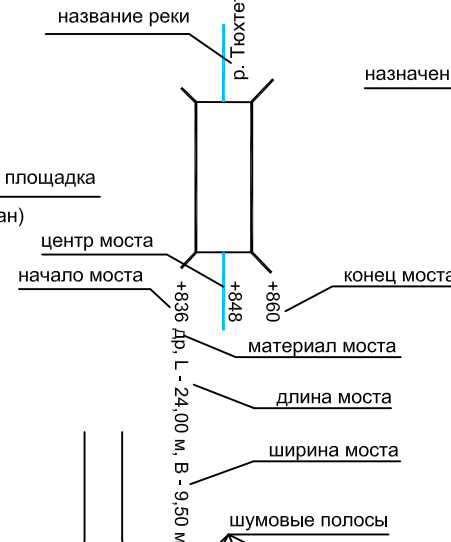 название реки
р. Тюхте
назначен
площадка
ан)
центр моста
начало моста
+836 др, L - 24,00 м, В - 9,50 м
+848
+860
конец моста
материал моста
длина моста
ширина моста
шумовые полосы